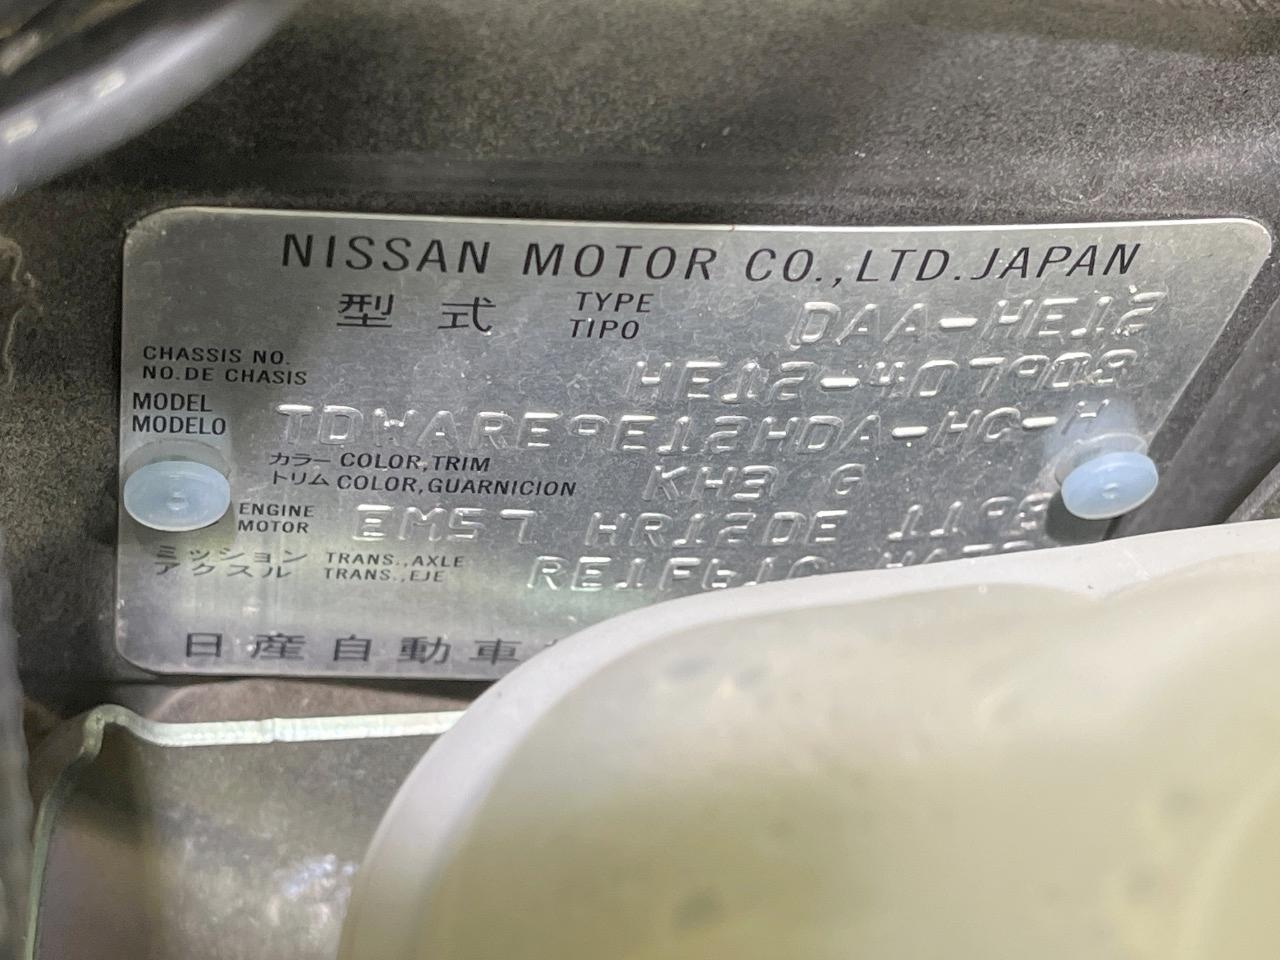 NISSAN MOTOR CO.,LTD.JAPAN
型 式 TYPE TIPO DAA-HE12
CHASSIS NO.
NO.DE CHASIS HE12-407908
MODEL
MODELO TDWAREPE12HDA-HC-H
カラー COLOR,TRIM
トリム COLOR,GUARNICION KH3 G
ENGINE
MOTOR EM57 HR12DE
ミッション TRANS.,AXLE
アクスル TRANS.,EJE
日産自動車